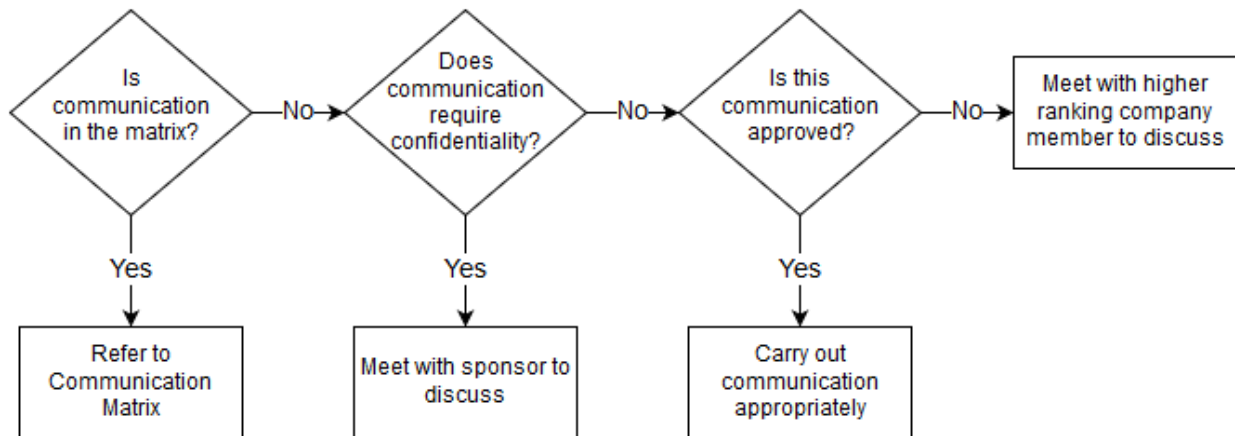 Is
communication
in the matrix?
No
Does
communication
require
confidentiality?
No
Is this
communication
approved?
No
Meet with higher
ranking company
member to discuss
Yes
Yes
Yes
Refer to
Communication
Matrix
Meet with sponsor to
discuss
Carry out
communication
appropriately